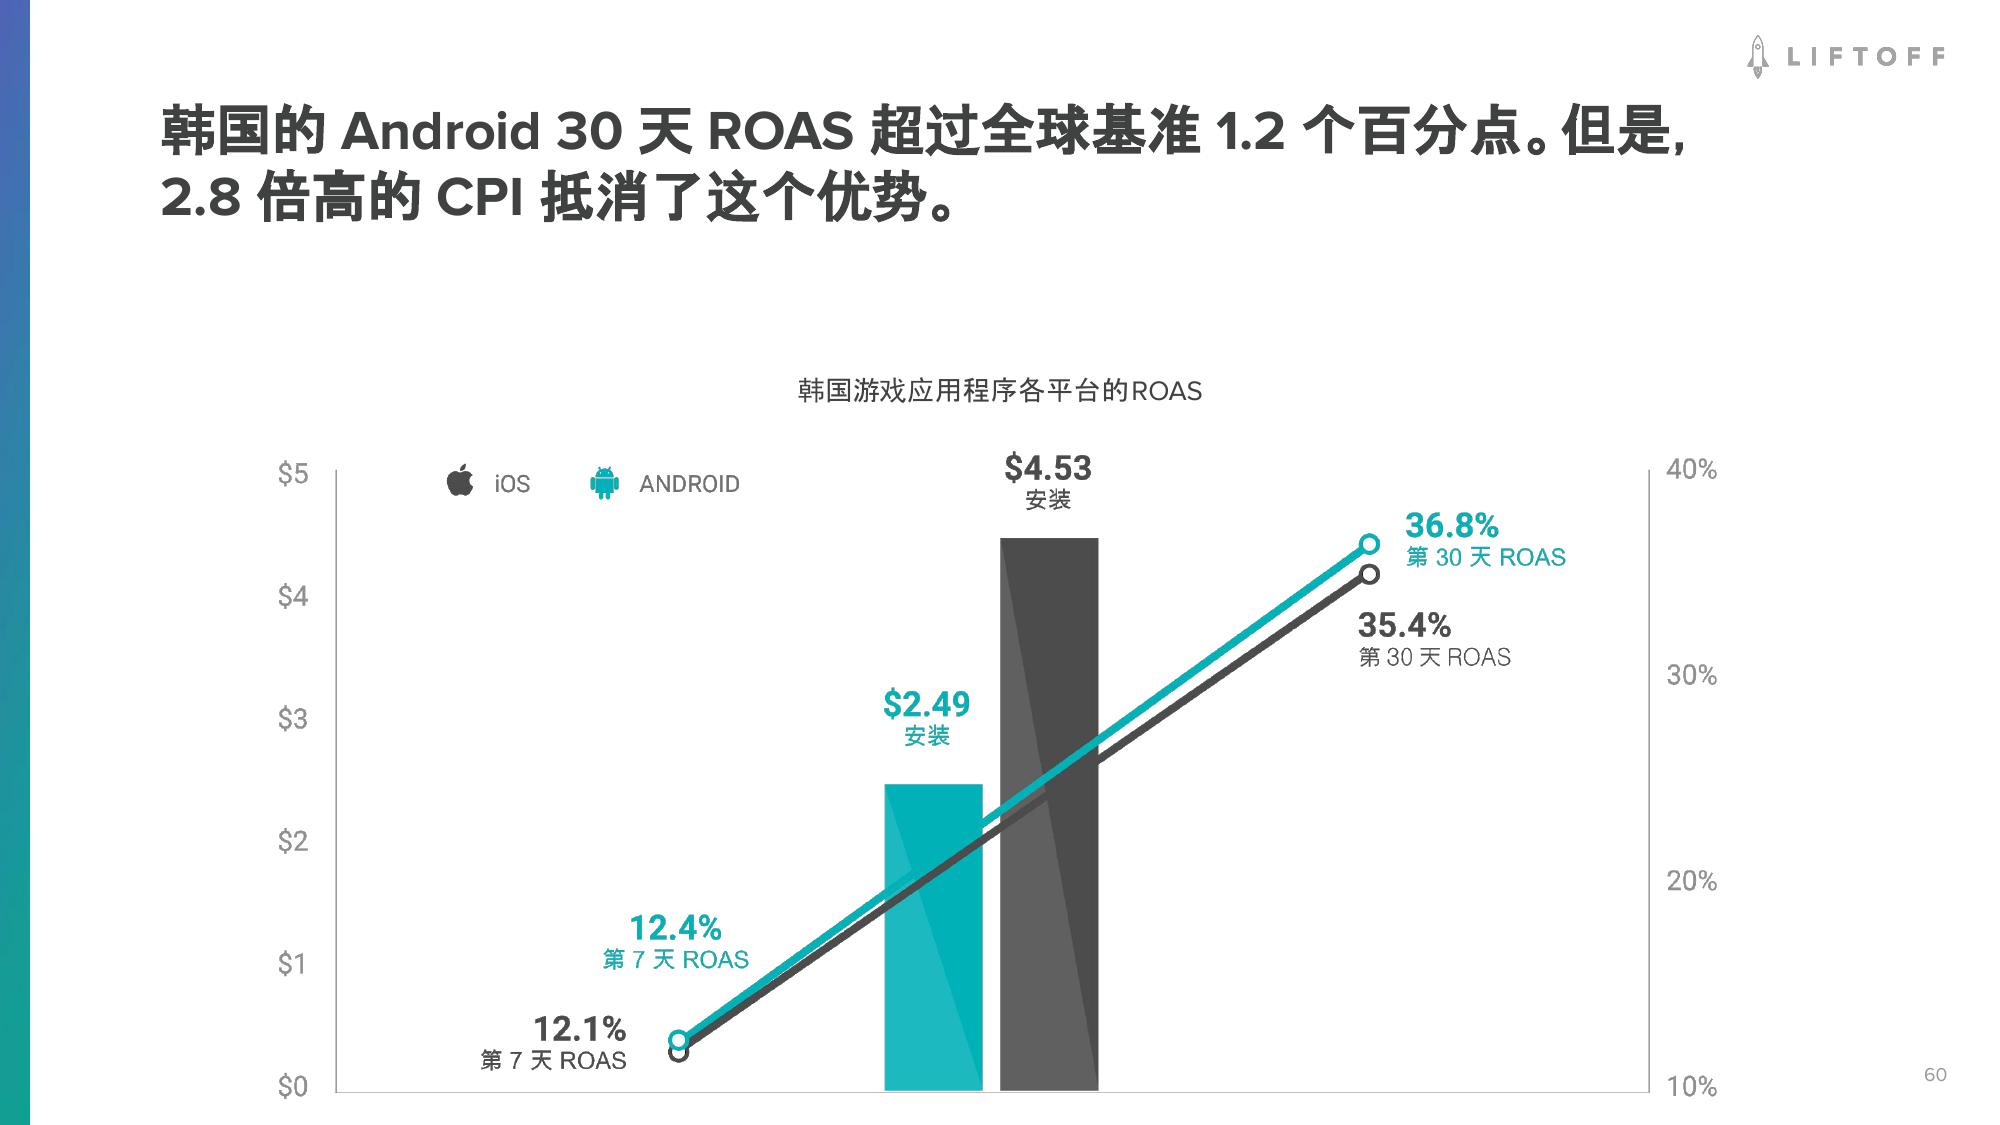 LIFTOFF
韩国的 Android 30 天 ROAS 超过全球基准 1.2 个百分点。但是,
2.8 倍高的 CPI 抵消了这个优势。
韩国游戏应用程序各平台的ROAS
iOS
ANDROID
$5
$4
$3
$2
$1
$0
40%
30%
20%
10%
$4.53
安装
$2.49
安装
36.8%
第 30 天 ROAS
35.4%
第 30 天 ROAS
12.4%
第 7 天 ROAS
12.1%
第 7 天 ROAS
60